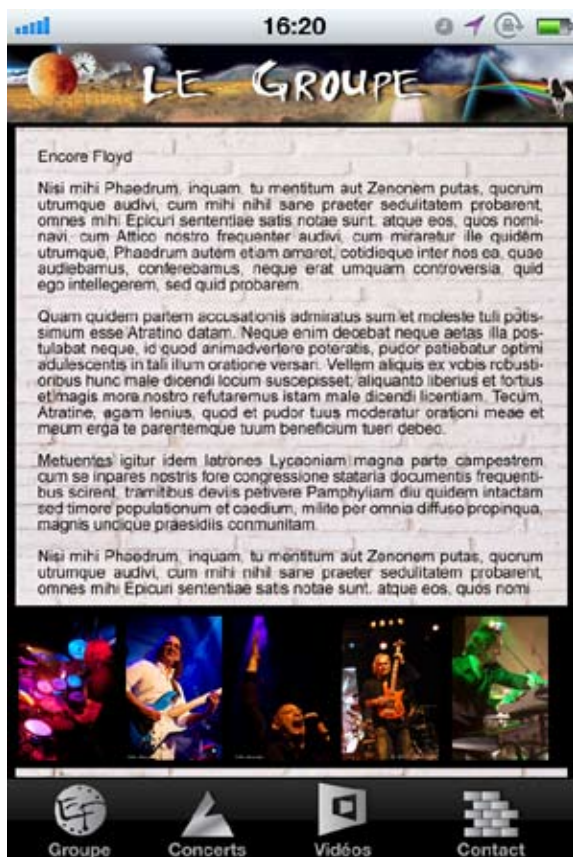 16:20
LE GROUPE
Encore Floyd
Nisi mihi Phaedrum, inquam, tu mentitum aut Zenonem putas, quorum
utrumque audivi, cum mihi nihil sane praeter sedulitatem probarent,
omnes mihi Epicuri sententiae satis notae sunt. atque eos, quos nomi-
navi, cum Attico nostro frequenter audivi, cum miraretur ille quidem
utrumque, Phaedrum autem etiam amaret, cotidieque inter nos ea, quae
audiebamus, conferebamus, neque erat umquam controversia, quid
ego intellegerem, sed quid probarem.
Quam quidem partem accusationis admiratus sum et moleste tuli potis-
simum esse Atratino datam. Neque enim decebat neque aetas illa pos-
tulabat neque, id quod animadvertere poteratis, pudor patiebatur optimi
adulescentis in tali illum oratione versari. Vellem aliquis ex vobis robusti-
oribus hunc male dicendi locum suscepisset; aliquanto liberius et fortius
et magis more nostro refutaremus istam male dicendi licentiam. Tecum,
Atratine, agam lenius, quod et pudor tuus moderatur orationi meae et
meum erga te parentemque tuum beneficium tueri debeo.
Metuentes igitur idem latrones Lycaoniam magna parte campestrem
cum se inpares nostris fore congressione stataria documentis frequenti-
bus scirent, tramitibus deviis petivere Pamphyliam diu quidem intactam
sed timore populationum et caedium, milite per omnia diffuso propinqua,
magnis undique praesidiis conmunitam.
Nisi mihi Phaedrum, inquam, tu mentitum aut Zenonem putas, quorum
utrumque audivi, cum mihi nihil sane praeter sedulitatem probarent,
omnes mihi Epicuri sententiae satis notae sunt. atque eos, quos nomi
EF
Groupe Concerts Vidéos Contact